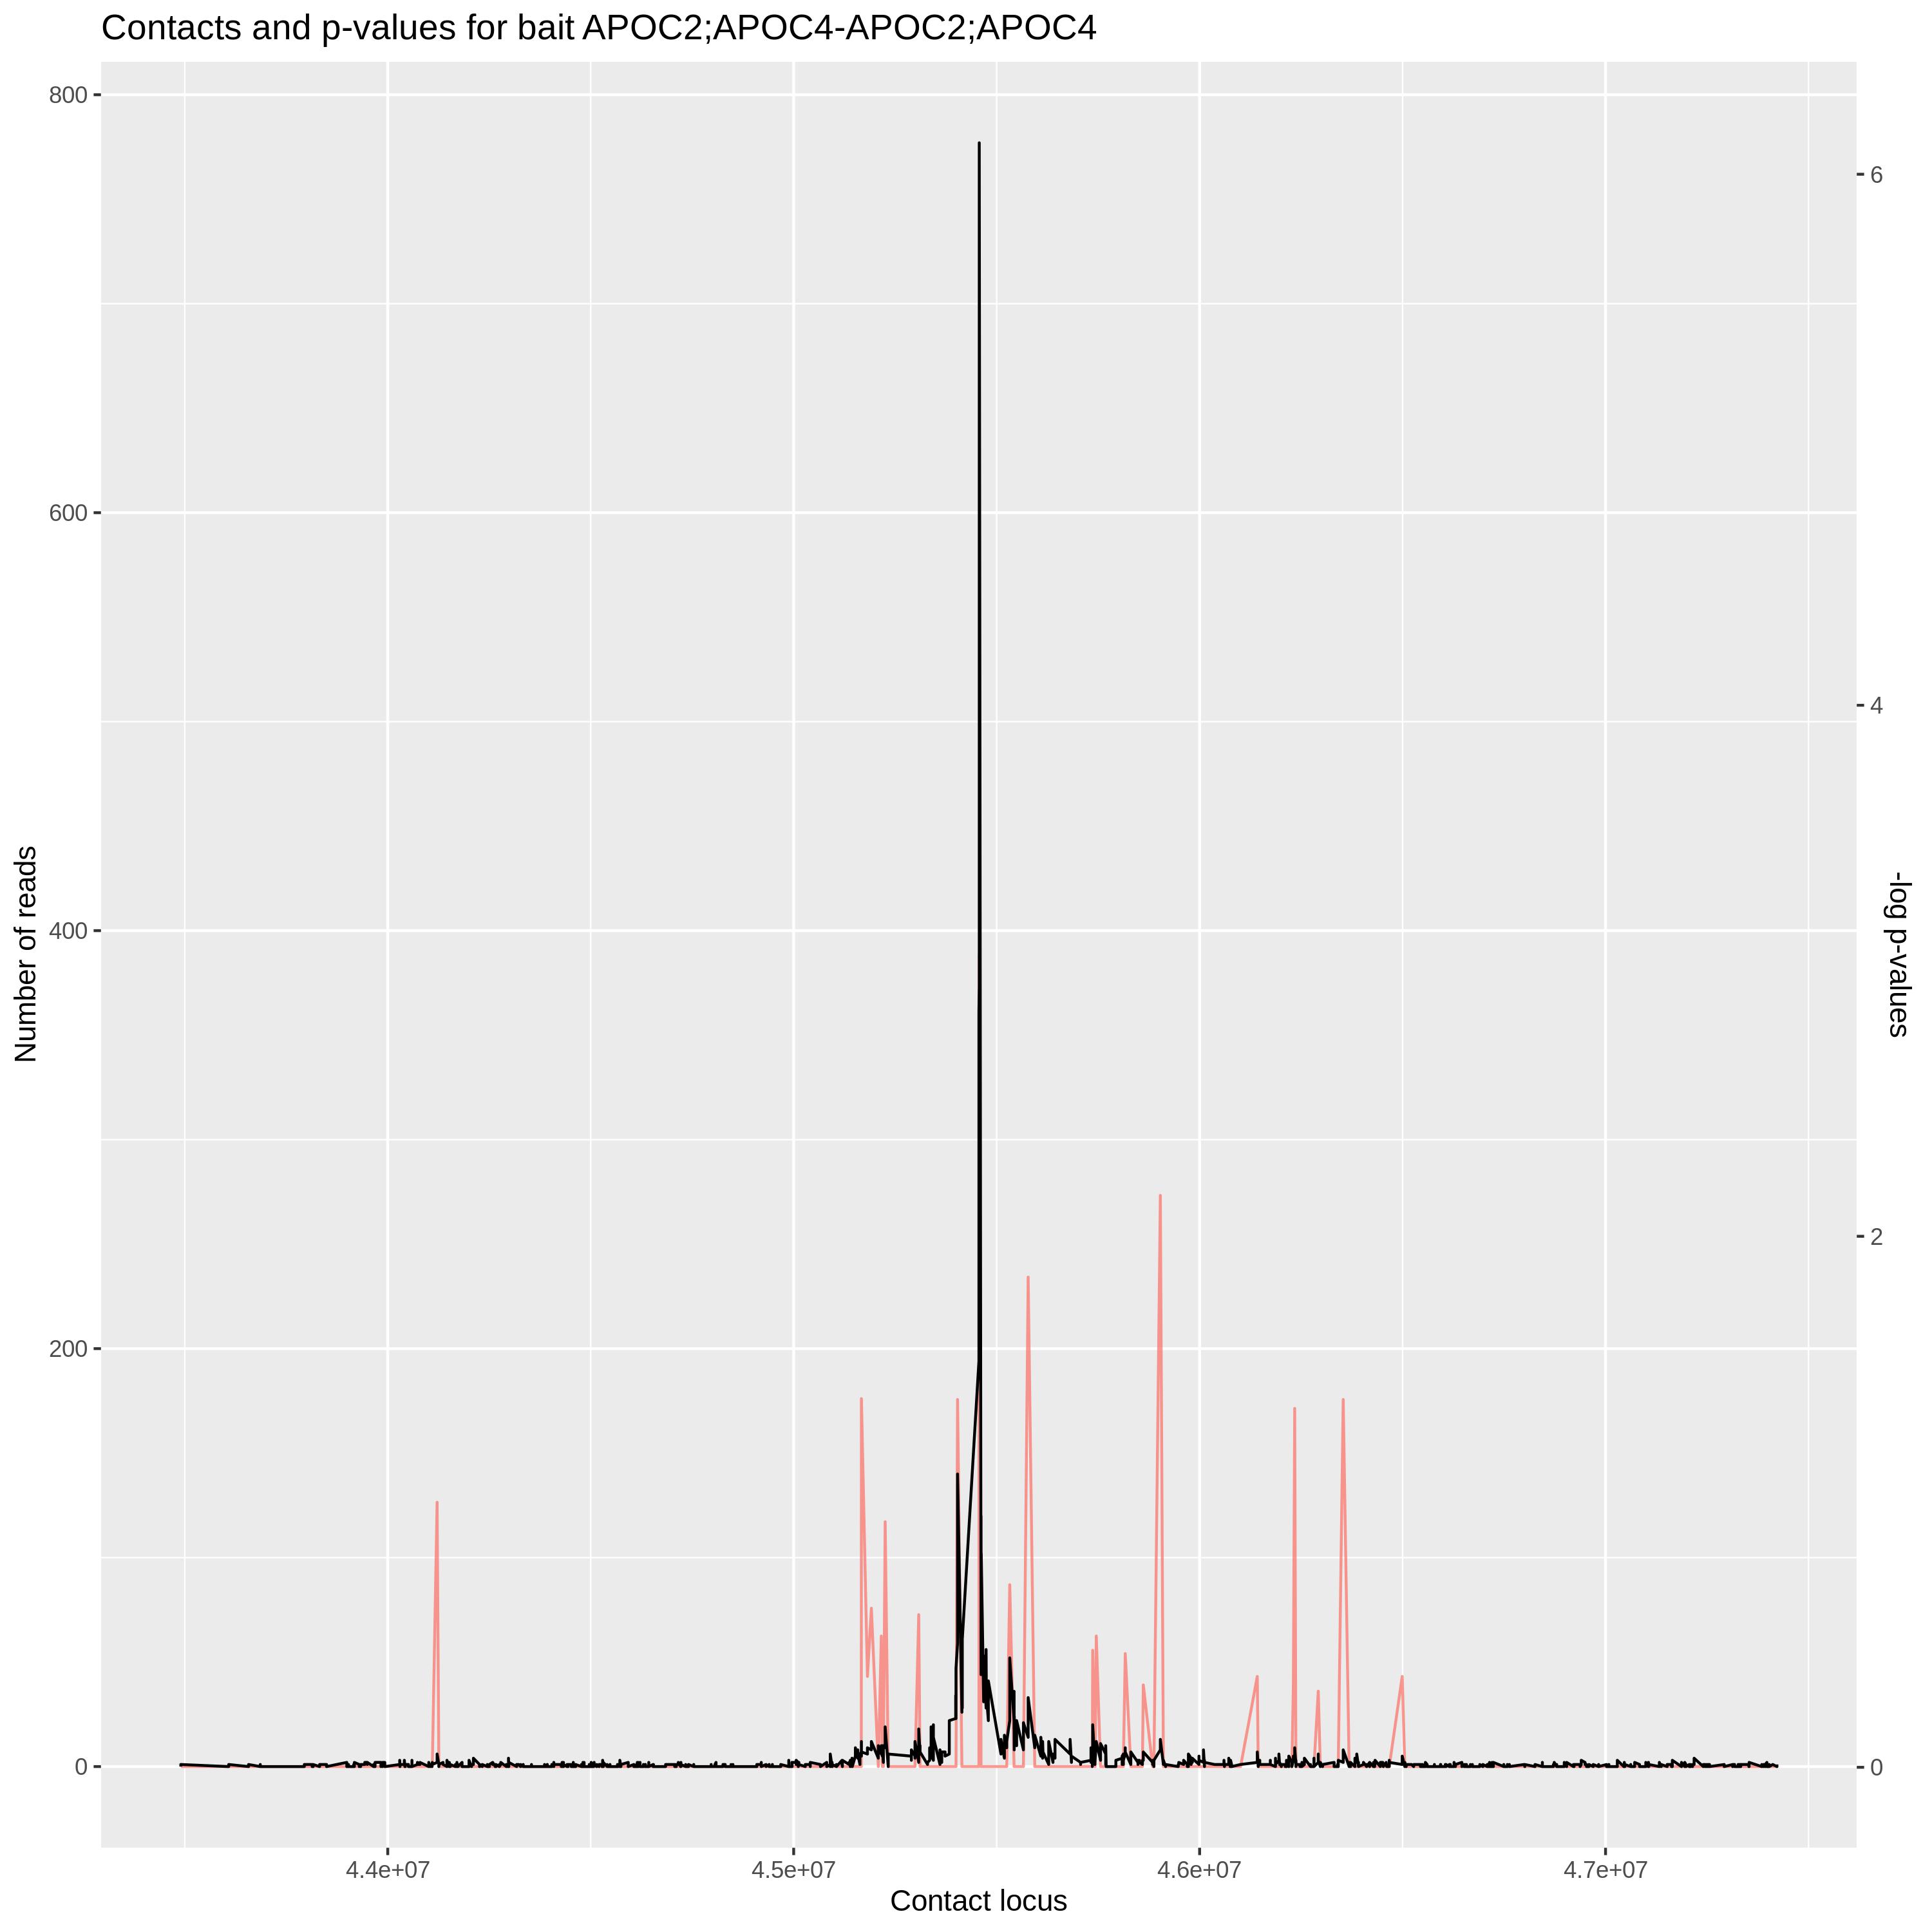 Contacts and p-values for bait APOC2;APOC4-APOC2;APOC4
800
600
400
200
0
Number of reads
6
4
2
0
-log p-values
4.4e+07
4.5e+07
4.6e+07
4.7e+07
Contact locus